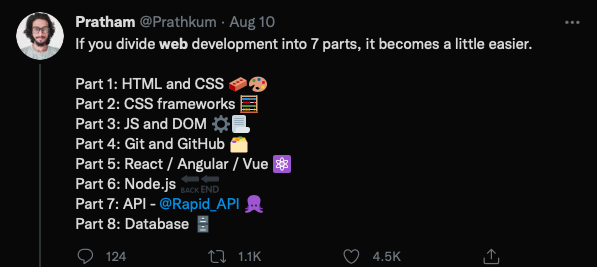 Pratham @Prathkum · Aug 10
If you divide web development into 7 parts, it becomes a little easier.
Part 1: HTML and CSS 🧱🎨
Part 2: CSS frameworks 🧮
Part 3: JS and DOM ⚙️📃
Part 4: Git and GitHub 🗂️
Part 5: React / Angular / Vue ⚛️
Part 6: Node.js 🔙🔚
Part 7: API - @Rapid_API 🐙
Part 8: Database 🗄️
124 1.1K 4.5K